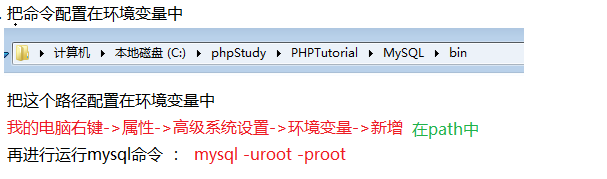 . 把命令配置在环境变量中
计算机 本地磁盘 (C:) phpStudy PHPTutorial MySQL bin
把这个路径配置在环境变量中
我的电脑右键->属性->高级系统设置->环境变量->新增 在path中
再进行运行mysql命令 ： mysql -uroot -proot